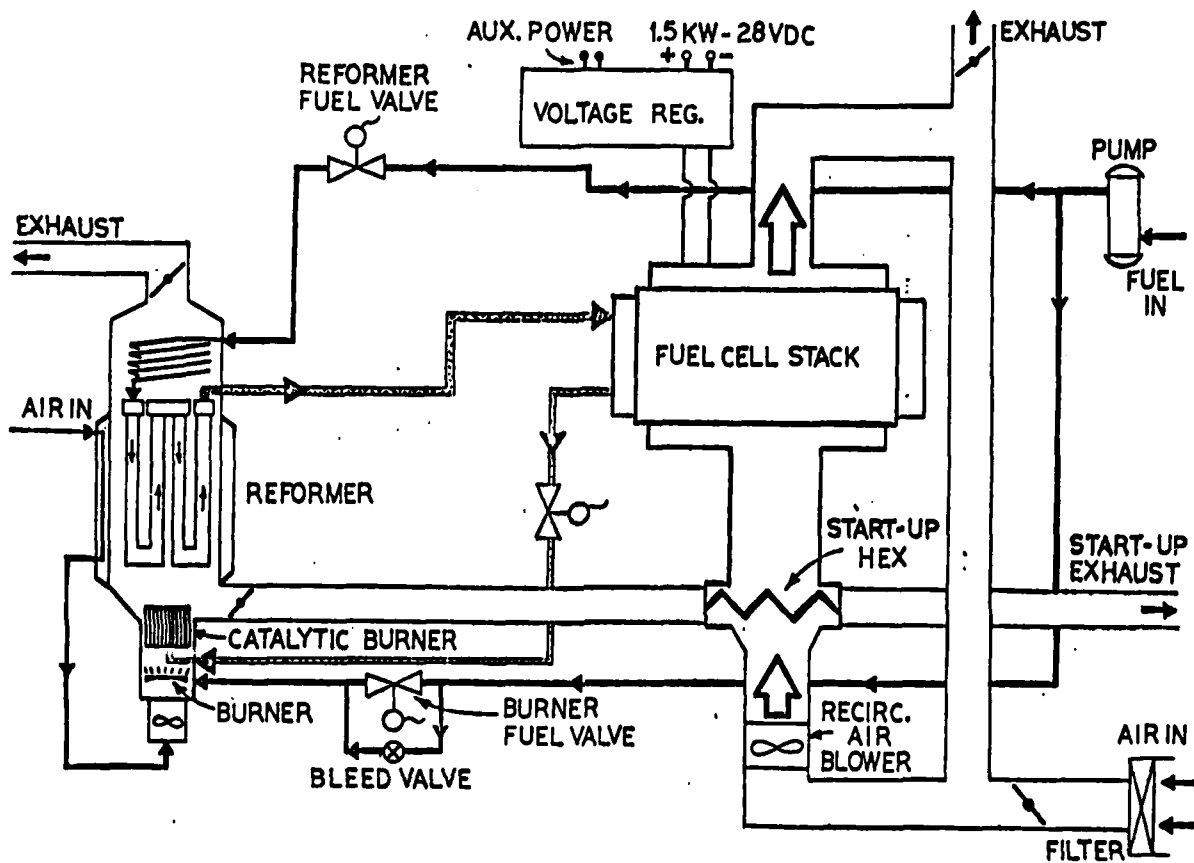 AUX. POWER
1.5 KW - 28 VDC
+ -
EXHAUST
REFORMER
FUEL VALVE
VOLTAGE REG.
PUMP
EXHAUST
FUEL
IN
FUEL CELL STACK
AIR IN
REFORMER
START-UP
HEX
START-UP
EXHAUST
CATALYTIC BURNER
BURNER
BURNER
FUEL VALVE
RECIRC.
AIR
BLOWER
AIR IN
BLEED VALVE
FILTER